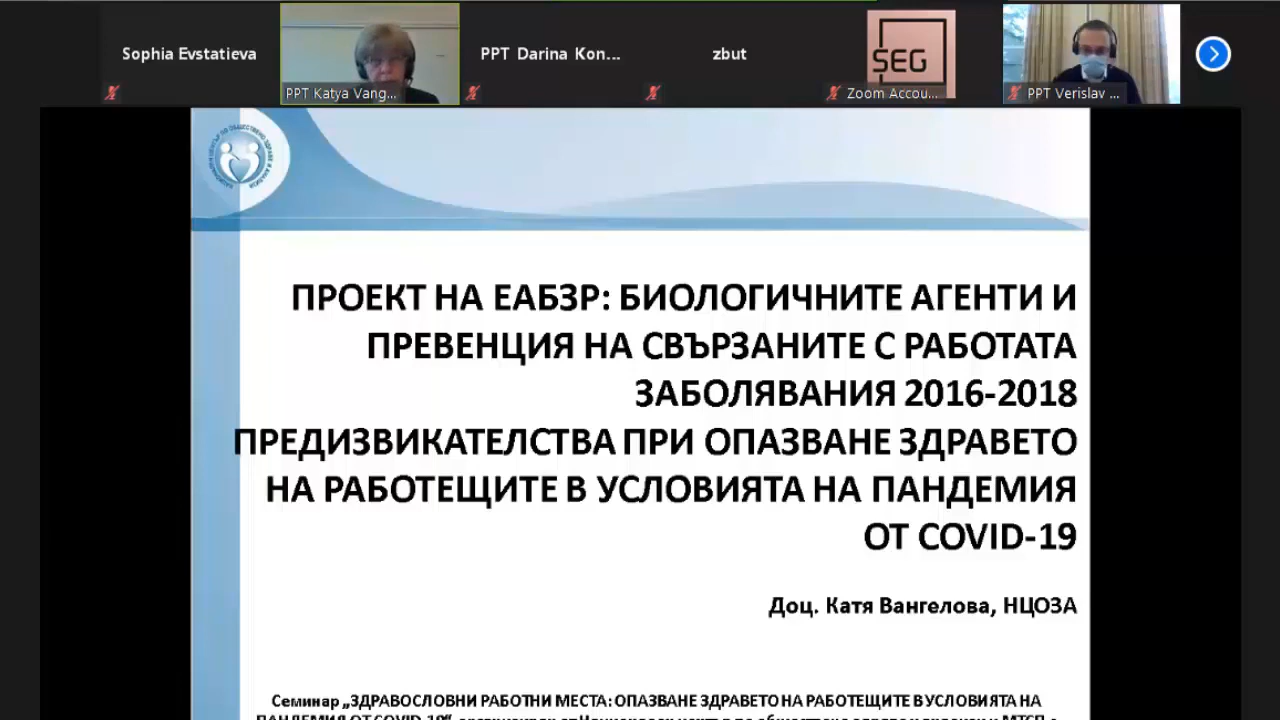 Sophia Evstatieva
PPT Katya Vang...
PPT Darina Kon...
zbut
ȘEG
Zoom Accou...
PPT Verislav ...
ПРОЕКТ НА ЕАБЗР: БИОЛОГИЧНИТЕ АГЕНТИ И
ПРЕВЕНЦИЯ НА СВЪРЗАНИТЕ С РАБОТАТА
ЗАБОЛЯВАНИЯ 2016-2018
ПРЕДИЗВИКАТЕЛСТВА ПРИ ОПАЗВАНЕ ЗДРАВЕТО
НА РАБОТЕЩИТЕ В УСЛОВИЯТА НА ПАНДЕМИЯ
ОТ COVID-19
Доц. Катя Вангелова, НЦОЗА
Семинар „ЗДРАВОСЛОВНИ РАБОТНИ МЕСТА: ОПАЗВАНЕ ЗДРАВЕТО НА РАБОТЕЩИТЕ В УСЛОВИЯТА НА